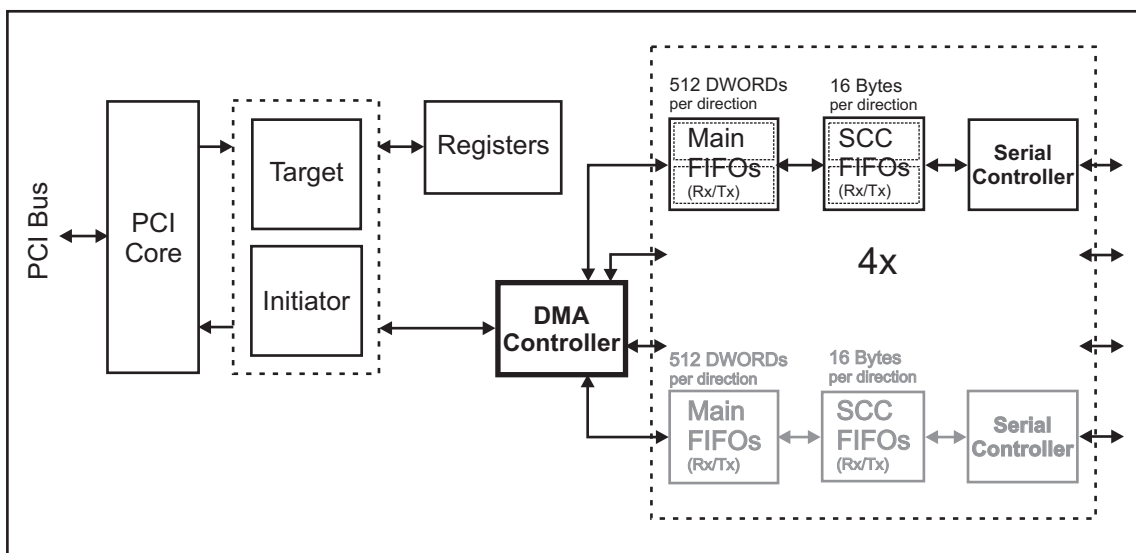 PCI Bus
PCI
Core
Target
Initiator
Registers
DMA
Controller
512 DWORDs
per direction
Main
FIFOs
(Rx/Tx)
16 Bytes
per direction
SCC
FIFOs
(Rx/Tx)
Serial
Controller
4x
512 DWORDs
per direction
Main
FIFOs
(Rx/Tx)
16 Bytes
per direction
SCC
FIFOs
(Rx/Tx)
Serial
Controller